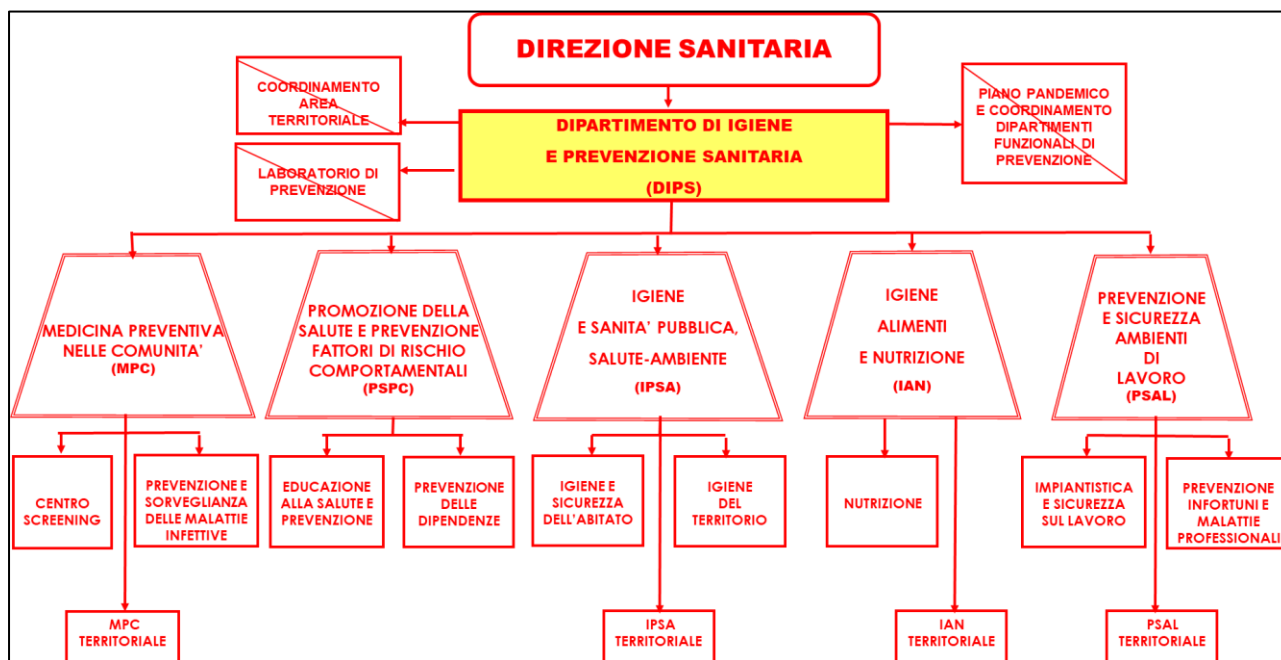 DIREZIONE SANITARIA
COORDINAMENTO
AREA
TERRITORIALE
LABORATORIO DI
PREVENZIONE
DIPARTIMENTO DI IGIENE
E PREVENZIONE SANITARIA
(DIPS)
PIANO PANDEMICO
E COORDINAMENTO
DIPARTIMENTI
FUNZIONALI DI
PREVENZIONE
MEDICINA PREVENTIVA
NELLE COMUNITA’
(MPC)
PROMOZIONE DELLA
SALUTE E PREVENZIONE
FATTORI DI RISCHIO
COMPORTAMENTALI
(PSPC)
IGIENE
E SANITA’ PUBBLICA,
SALUTE-AMBIENTE
(IPSA)
IGIENE
ALIMENTI
E NUTRIZIONE
(IAN)
PREVENZIONE
E SICUREZZA
AMBIENTI
DI
LAVORO
(PSAL)
CENTRO
SCREENING
PREVENZIONE E
SORVEGLIANZA
DELLE MALATTIE
INFETTIVE
EDUCAZIONE
ALLA SALUTE E
PREVENZIONE
PREVENZIONE
DELLE
DIPENDENZE
IGIENE E
SICUREZZA
DELL'ABITATO
IGIENE
DEL
TERRITORIO
NUTRIZIONE
IMPIANTISTICA
E SICUREZZA
SUL LAVORO
PREVENZIONE
INFORTUNI E
MALATTIE
PROFESSIONALI
MPC
TERRITORIALE
IPSA
TERRITORIALE
IAN
TERRITORIALE
PSAL
TERRITORIALE